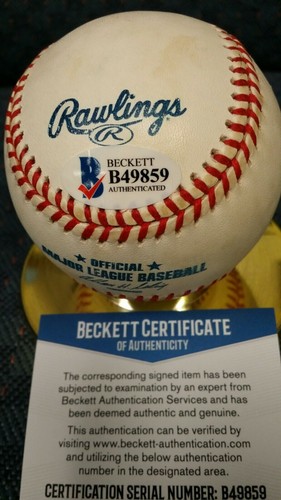 Rawlings
R
BECKETT
B49859
AUTHENTICATED
OFFICIAL
MAJOR LEAGUE BASEBALL
BECKETT CERTIFICATE
OF AUTHENTICITY
The corresponding signed item has been
subjected to examination by an expert from
Beckett Authentication Services and has
been deemed authentic and genuine.
This authentication can be verified by
visiting www.beckett-authentication.com
and utilizing the below authentication
number in the designated area.
CERTIFICATION SERIAL NUMBER: B49859